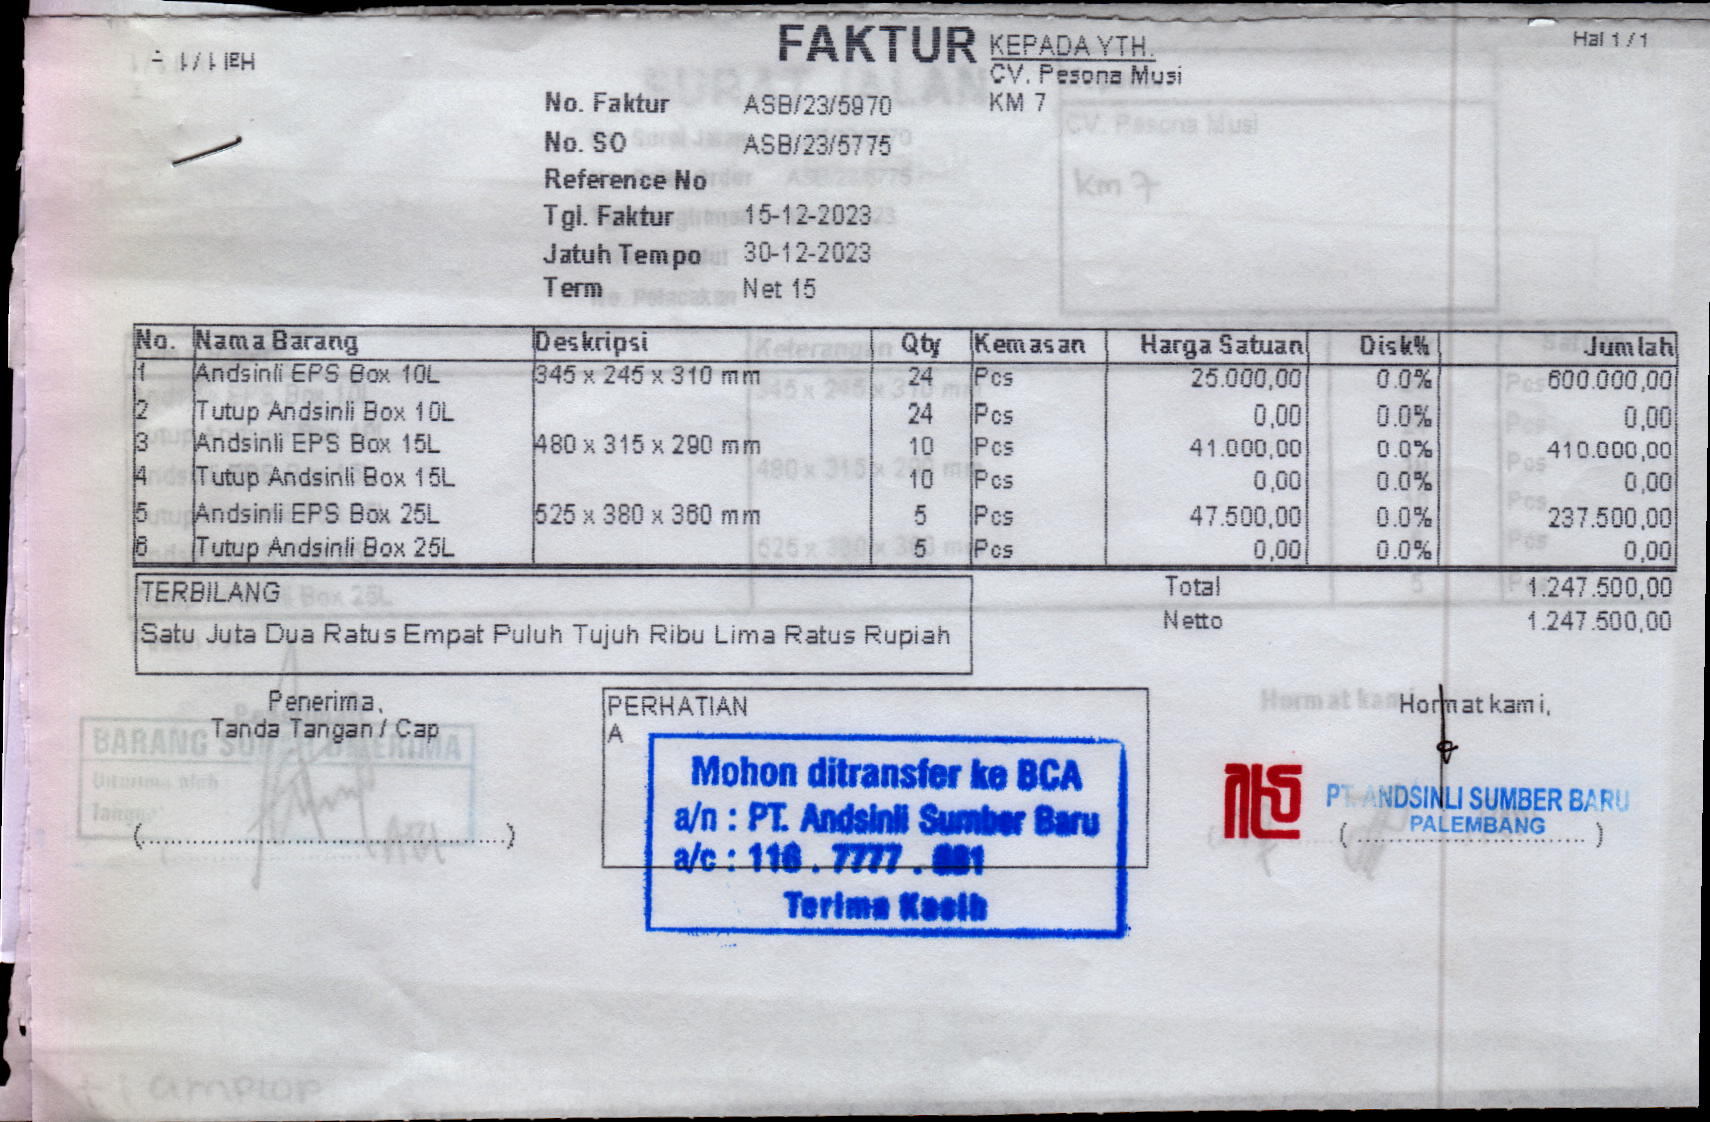 FAKTUR
KEPADA YTH.
CV. Pesona Musi
KM 7
Hal 1 / 1
No. Faktur ASB/23/5970
No. SO ASB/23/5775
Reference No
Tgl. Faktur 15-12-2023
Jatuh Tempo 30-12-2023
Term Net 15
No. Nama Barang Deskripsi Qty Kemasan Harga Satuan Disk% Jumlah
1 Andsinli EPS Box 10L 345 x 245 x 310 mm 24 Pcs 25.000,00 0.0% 600.000,00
2 Tutup Andsinli Box 10L 24 Pcs 0,00 0.0% 0,00
3 Andsinli EPS Box 15L 480 x 315 x 290 mm 10 Pcs 41.000,00 0.0% 410.000,00
4 Tutup Andsinli Box 15L 10 Pcs 0,00 0.0% 0,00
5 Andsinli EPS Box 25L 525 x 380 x 360 mm 5 Pcs 47.500,00 0.0% 237.500,00
6 Tutup Andsinli Box 25L 5 Pcs 0,00 0.0% 0,00
TERBILANG
Satu Juta Dua Ratus Empat Puluh Tujuh Ribu Lima Ratus Rupiah
Total 1.247.500,00
Netto 1.247.500,00
Penerima,
Tanda Tangan / Cap
PERHATIAN
A
Mohon ditransfer ke BCA
a/n : PT. Andsinli Sumber Baru
a/c : 116 . 7777 .
Terima Kasih
Hormat kami,
PT. ANDSINLI SUMBER BARU
PALEMBANG